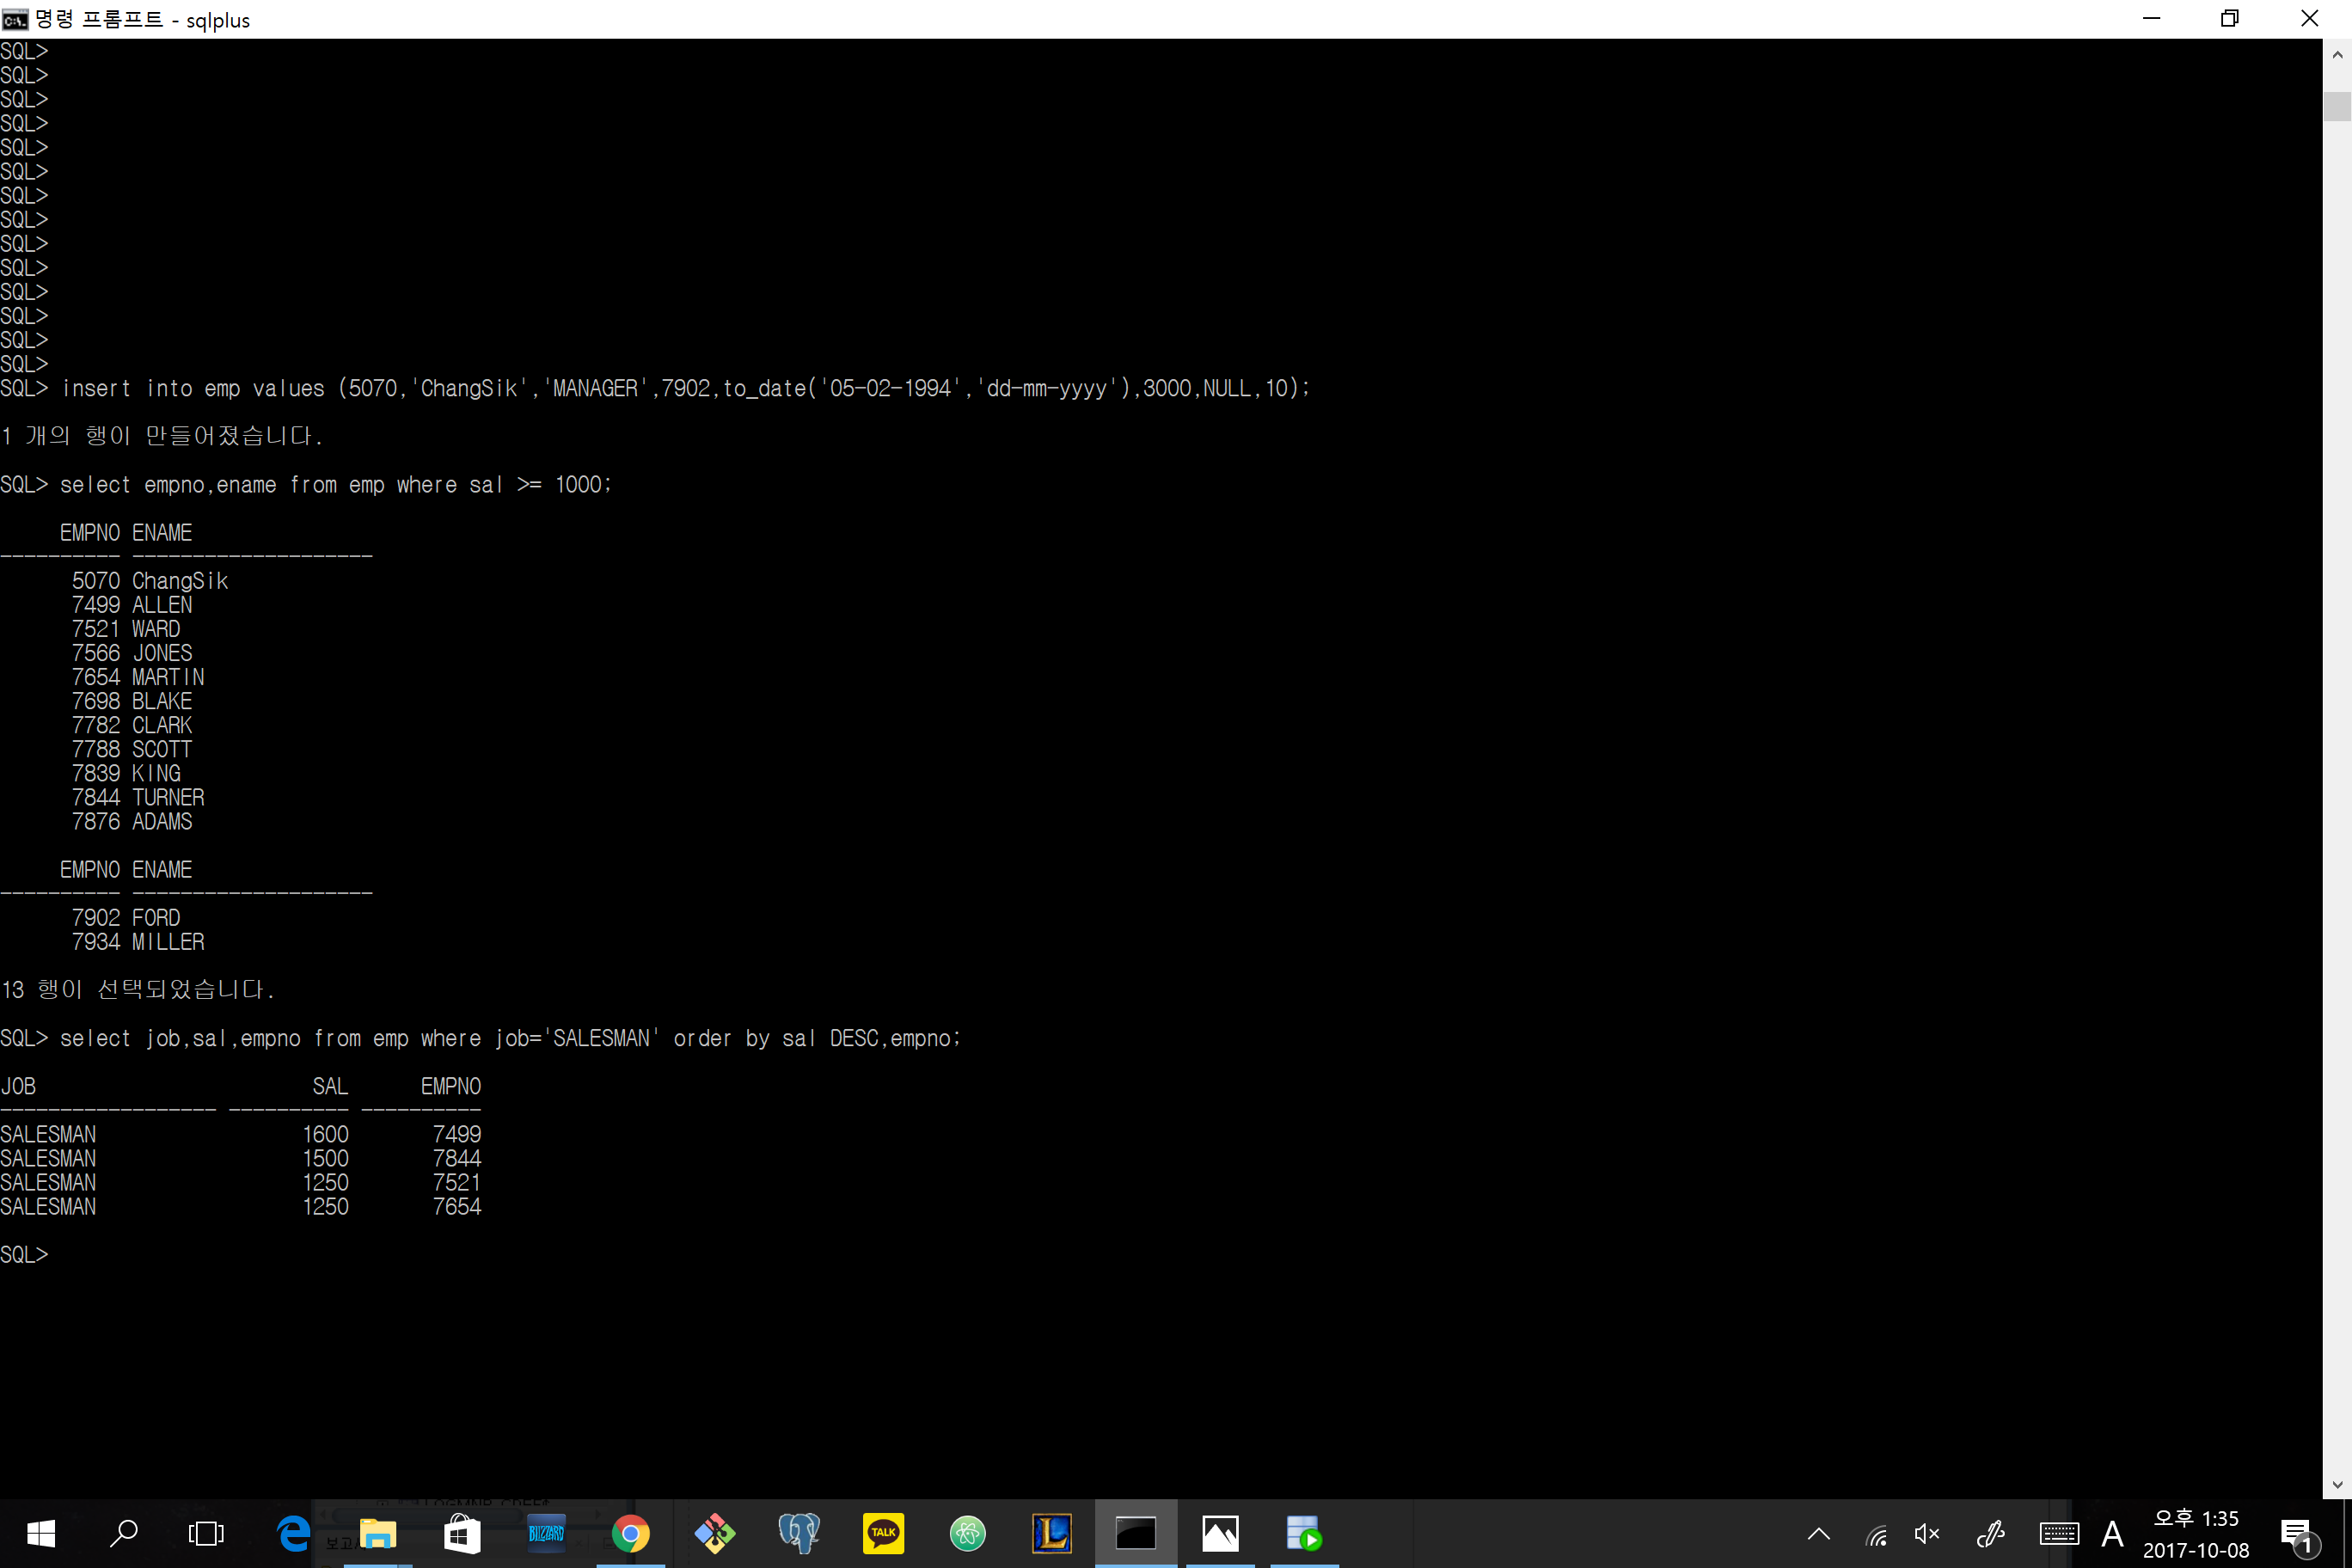 명령 프롬프트 - sqlplus
SQL>
SQL>
SQL>
SQL>
SQL>
SQL>
SQL>
SQL>
SQL>
SQL>
SQL>
SQL>
SQL>
SQL>
SQL> insert into emp values (5070,'ChangSik','MANAGER',7902,to_date('05-02-1994','dd-mm-yyyy'),3000,NULL,10);
1 개의 행이 만들어졌습니다.
SQL> select empno,ename from emp where sal >= 1000;
EMPNO ENAME
---------- --------------------
5070 ChangSik
7499 ALLEN
7521 WARD
7566 JONES
7654 MARTIN
7698 BLAKE
7782 CLARK
7788 SCOTT
7839 KING
7844 TURNER
7876 ADAMS
EMPNO ENAME
---------- --------------------
7902 FORD
7934 MILLER
13 행이 선택되었습니다.
SQL> select job,sal,empno from emp where job='SALESMAN' order by sal DESC,empno;
JOB SAL EMPNO
------------------ ---------- ----------
SALESMAN 1600 7499
SALESMAN 1500 7844
SALESMAN 1250 7521
SALESMAN 1250 7654
SQL>
BLIZZARD
TALK
L
A
오후 1:35
2017-10-08
1